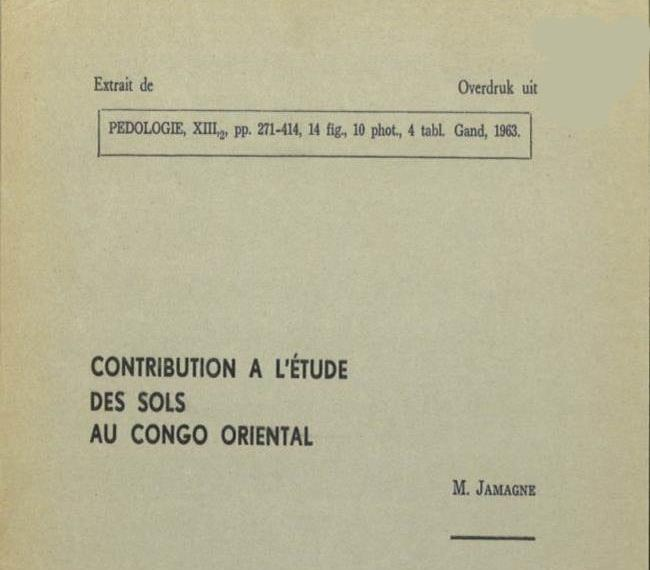 Extrait de Overdruk uit
PEDOLOGIE, XIII,2, pp. 271-414, 14 fig., 10 phot., 4 tabl. Gand, 1963.
CONTRIBUTION A L'ÉTUDE
DES SOLS
AU CONGO ORIENTAL
M. JAMAGNE